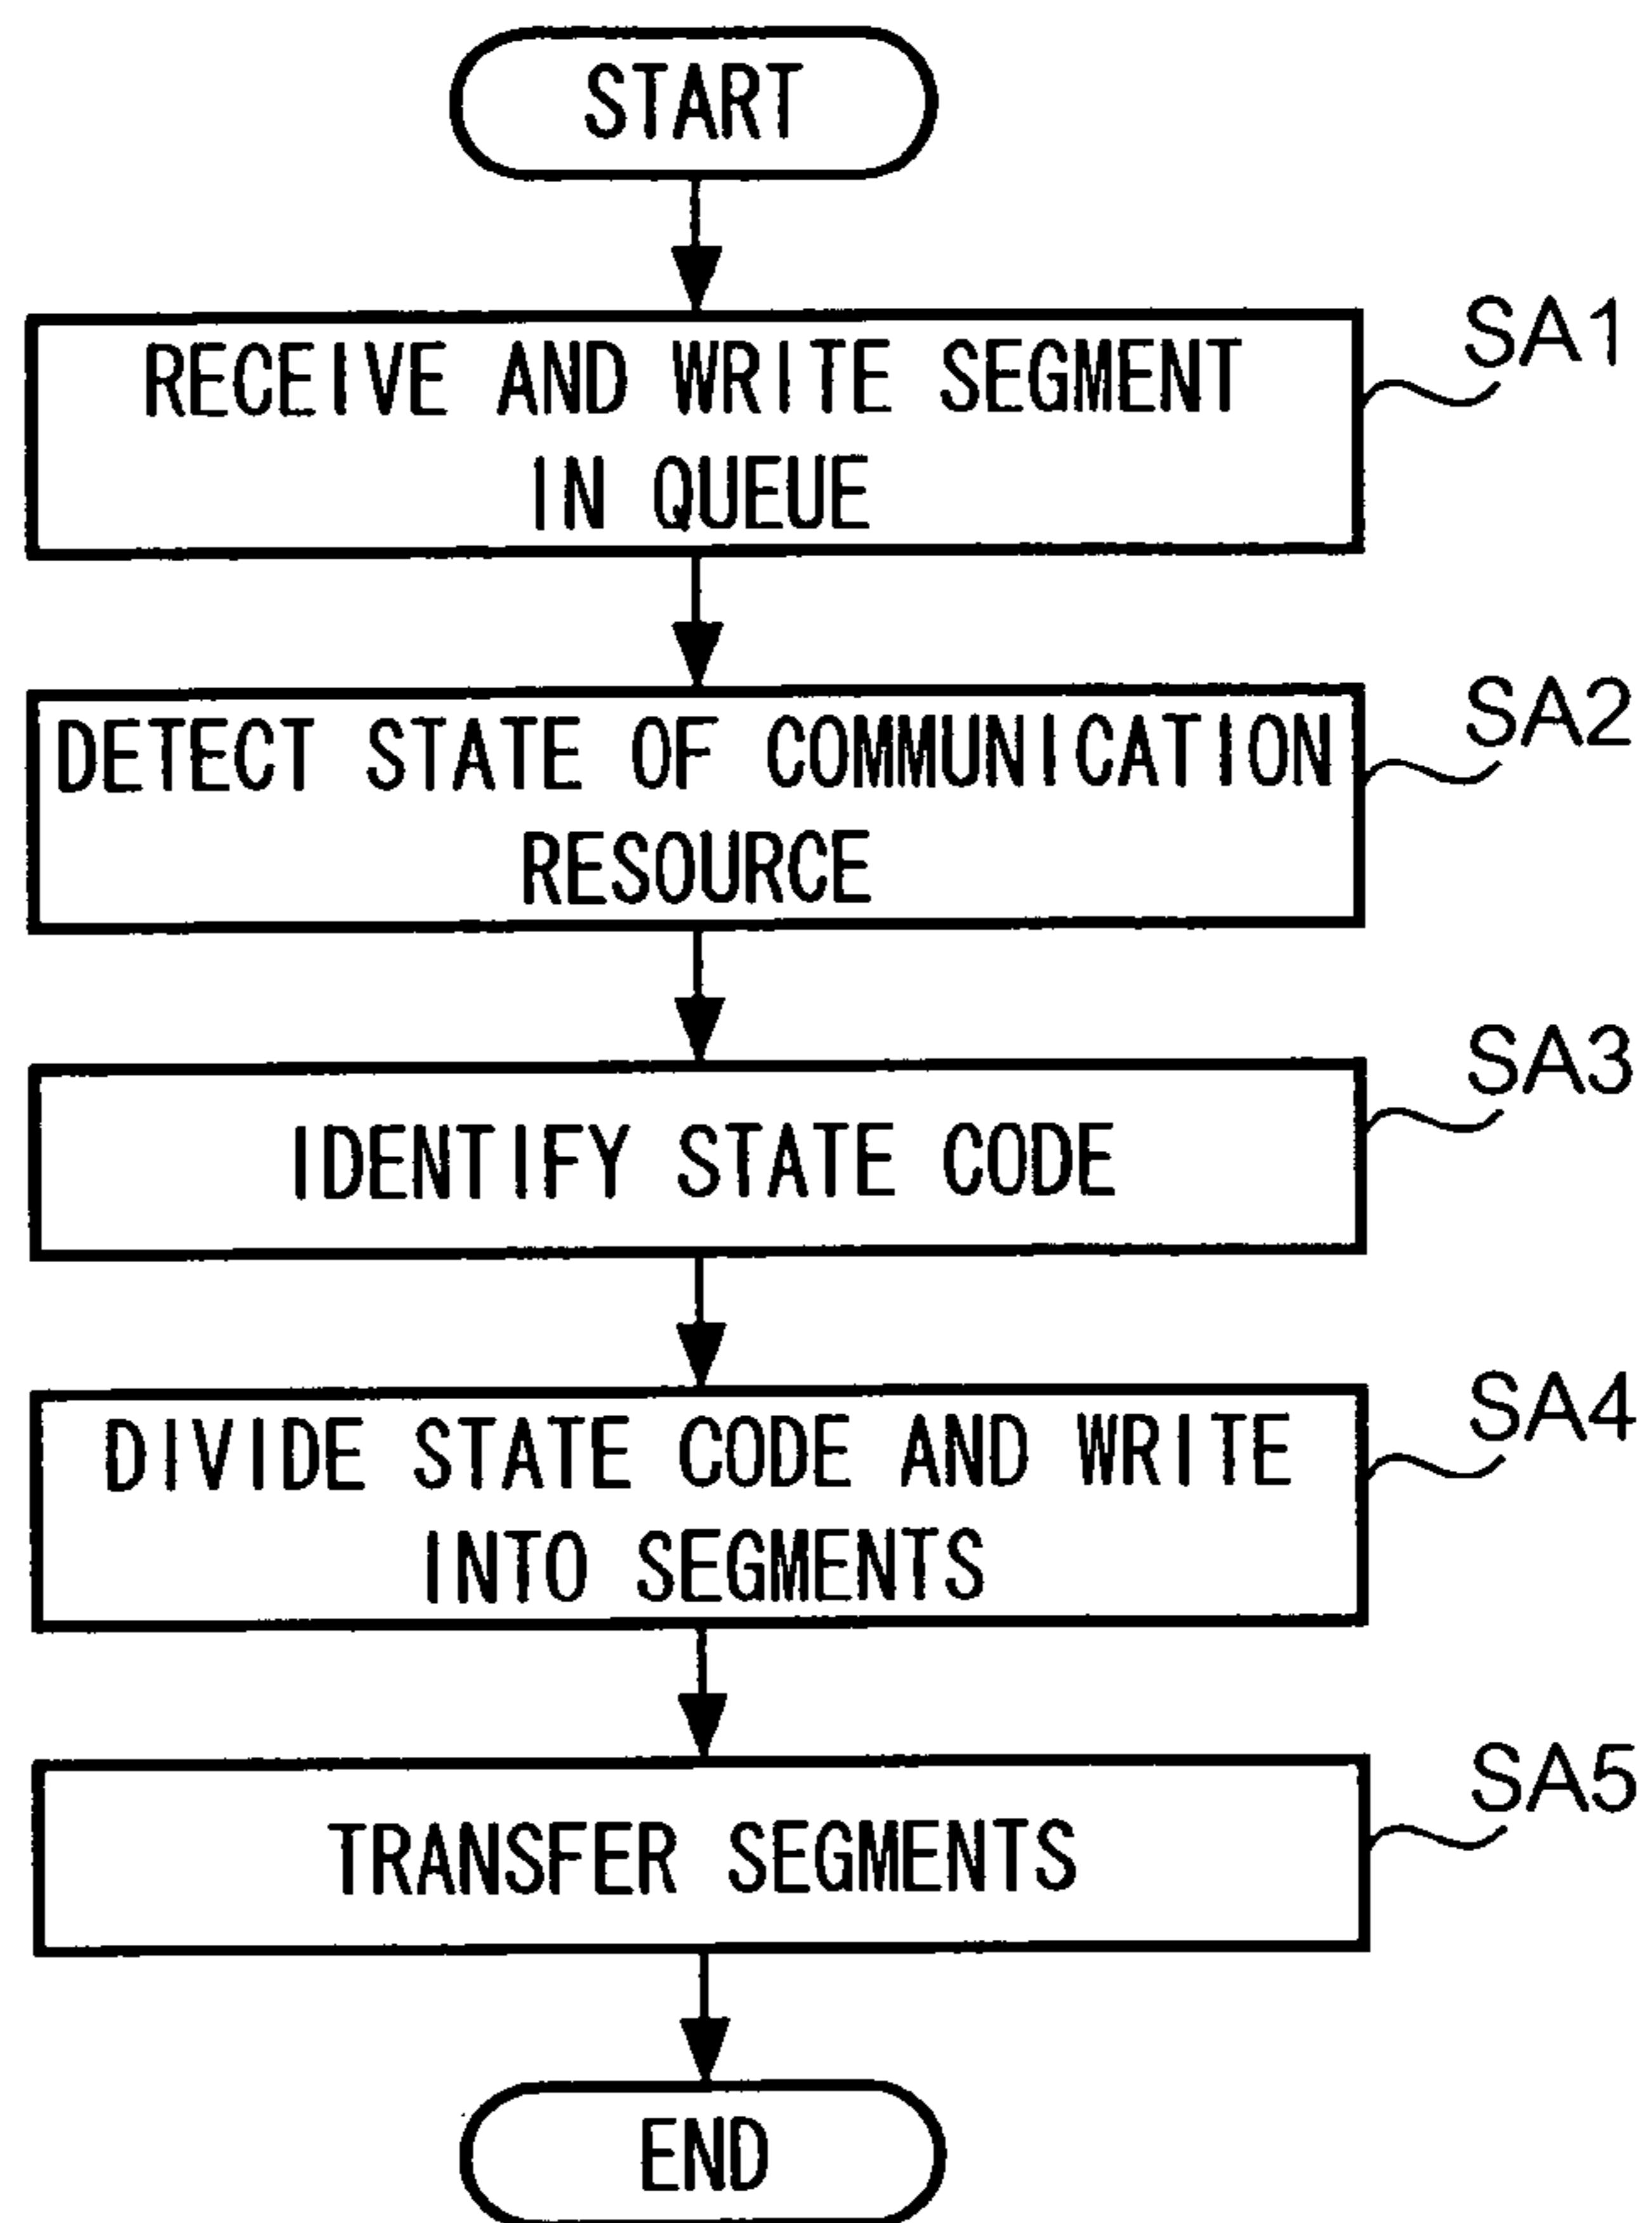 START
RECEIVE AND WRITE SEGMENT
IN QUEUE
SA1
DETECT STATE OF COMMUNICATION
RESOURCE
SA2
IDENTIFY STATE CODE
SA3
DIVIDE STATE CODE AND WRITE
INTO SEGMENTS
SA4
TRANSFER SEGMENTS
SA5
END